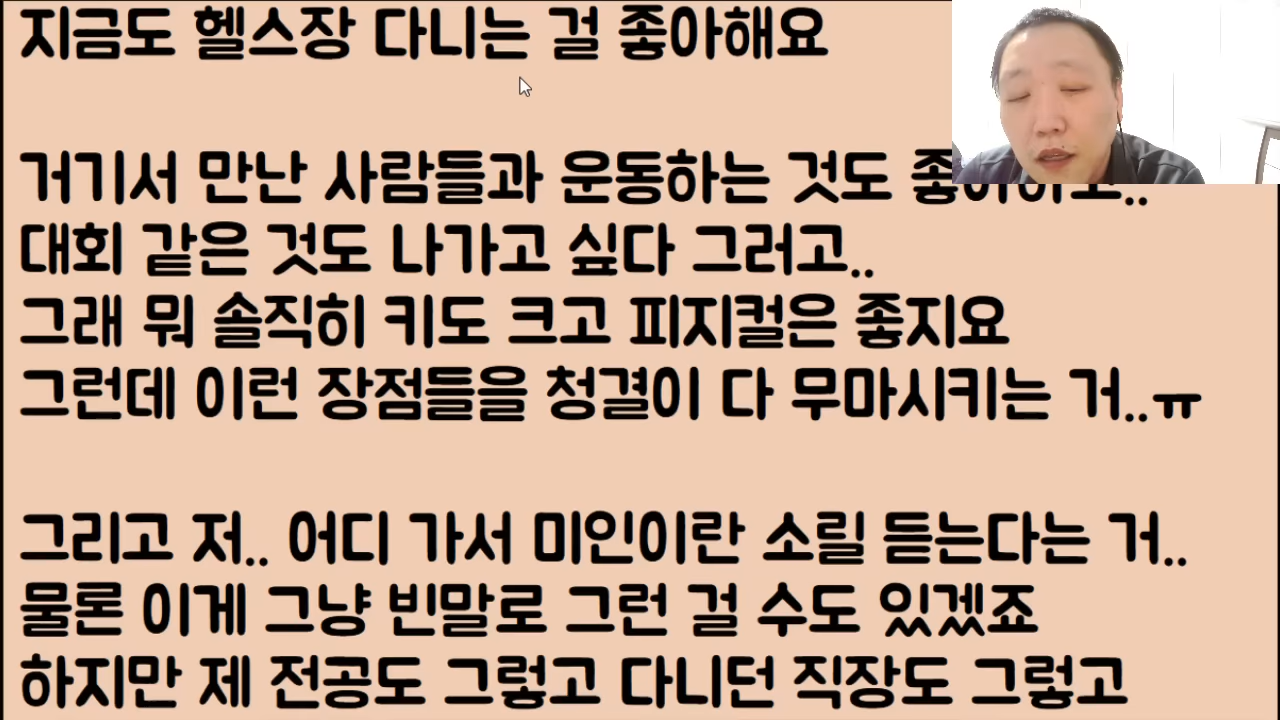 지금도 헬스장 다니는 걸 좋아해요
거기서 만난 사람들과 운동하는 것도
대회 같은 것도 나가고 싶다 그러고..
그래 뭐 솔직히 키도 크고 피지컬은 좋지요
그런데 이런 장점들을 청결이 다 무마시키는 거..ㅠ
그리고 저.. 어디 가서 미인이란 소릴 듣는다는 거..
물론 이게 그냥 빈말로 그런 걸 수도 있겠죠
하지만 제 전공도 그렇고 다니던 직장도 그렇고